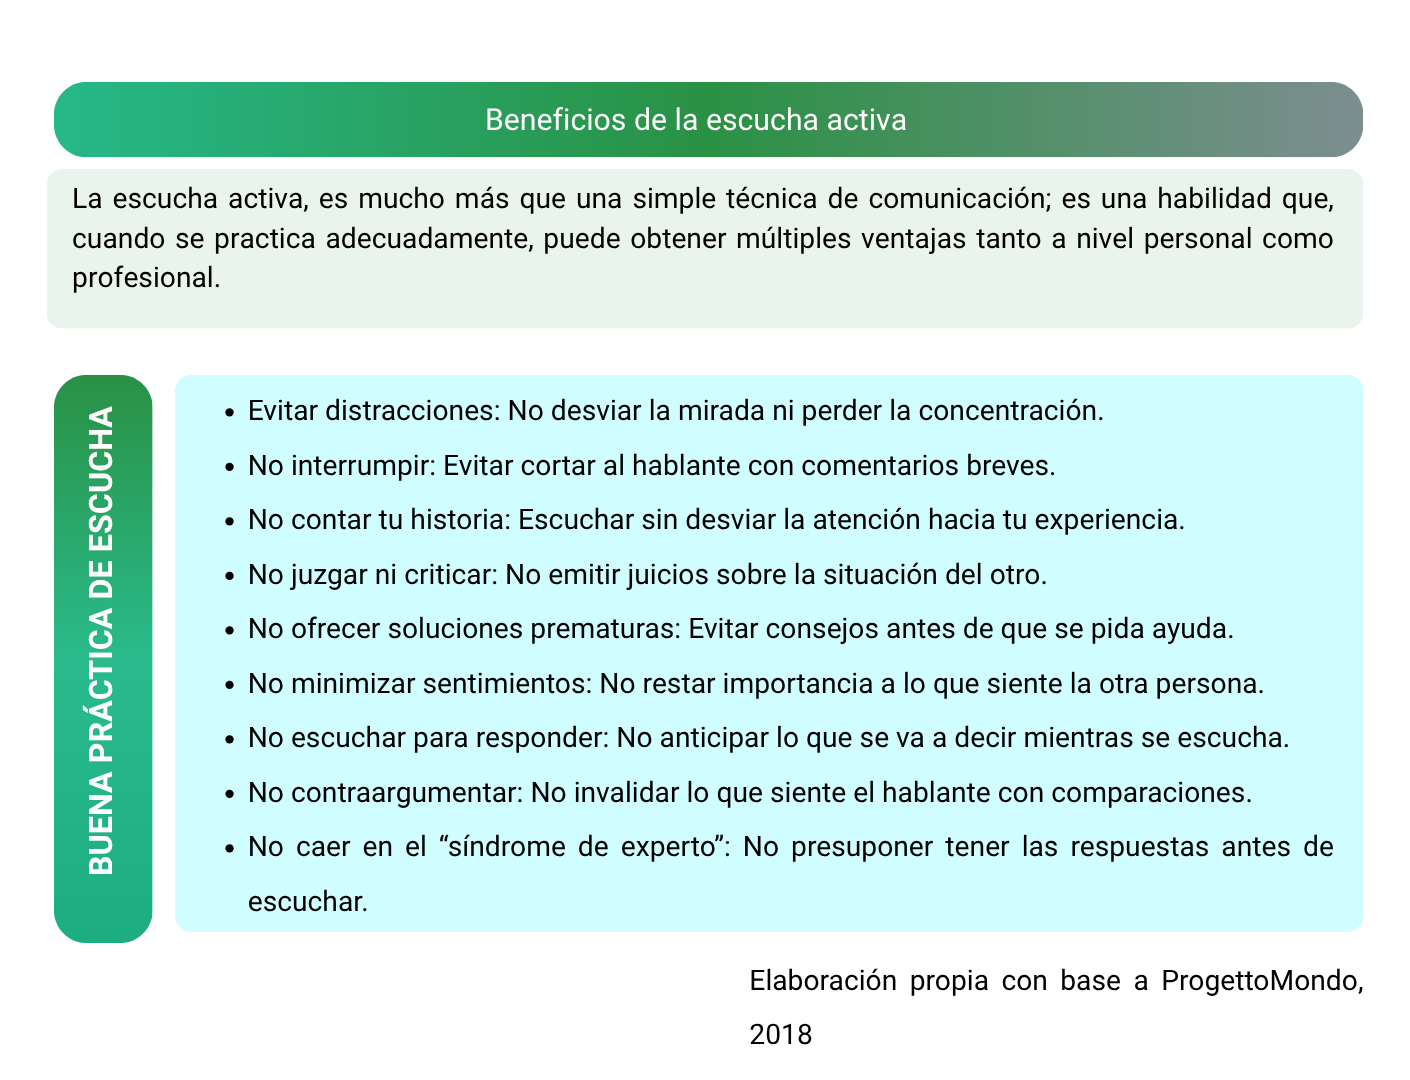 Beneficios de la escucha activa
La escucha activa, es mucho más que una simple técnica de comunicación; es una habilidad que,
cuando se practica adecuadamente, puede obtener múltiples ventajas tanto a nivel personal como
profesional.
BUENA PRÁCTICA DE ESCUCHA
• Evitar distracciones: No desviar la mirada ni perder la concentración.
• No interrumpir: Evitar cortar al hablante con comentarios breves.
• No contar tu historia: Escuchar sin desviar la atención hacia tu experiencia.
• No juzgar ni criticar: No emitir juicios sobre la situación del otro.
• No ofrecer soluciones prematuras: Evitar consejos antes de que se pida ayuda.
• No minimizar sentimientos: No restar importancia a lo que siente la otra persona.
• No escuchar para responder: No anticipar lo que se va a decir mientras se escucha.
• No contraargumentar: No invalidar lo que siente el hablante con comparaciones.
• No caer en el “síndrome de experto”: No presuponer tener las respuestas antes de
escuchar.
Elaboración propia con base a ProgettoMondo,
2018